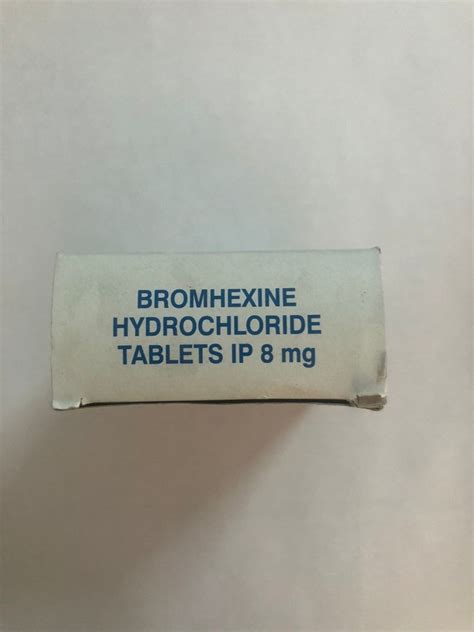 BROMHEXINE
HYDROCHLORIDE
TABLETS IP 8 mg